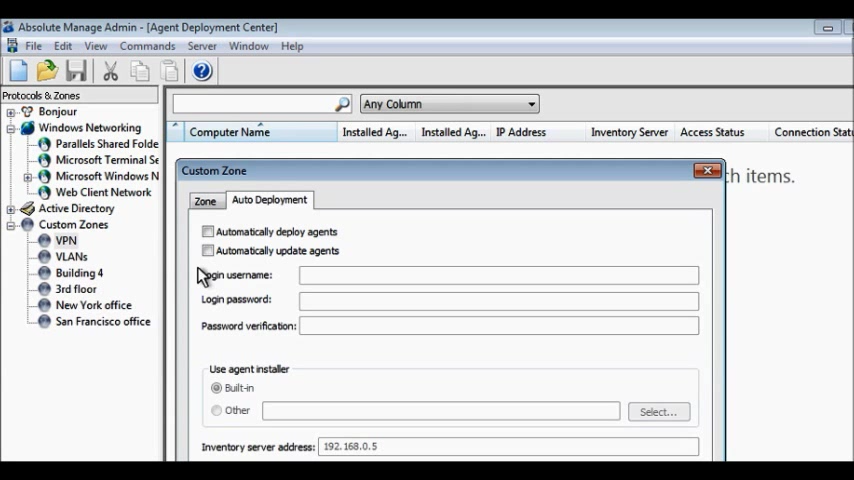 Absolute Manage Admin - [Agent Deployment Center]
File Edit View Commands Server Window Help
Protocols & Zones
Any Column
Bonjour
Windows Networking
Parallels Shared Folde
Microsoft Terminal Se
Microsoft Windows N
Web Client Network
Active Directory
Custom Zones
VPN
VLANs
Building 4
3rd floor
New York office
San Francisco office
Computer Name Installed Ag... Installed Ag... IP Address Inventory Server Access Status Connection Statu
ch items.
Custom Zone
Zone Auto Deployment
Automatically deploy agents
Automatically update agents
Login username:
Login password:
Password verification:
Use agent installer
Built-in
Other Select...
Inventory server address: 192.168.0.5